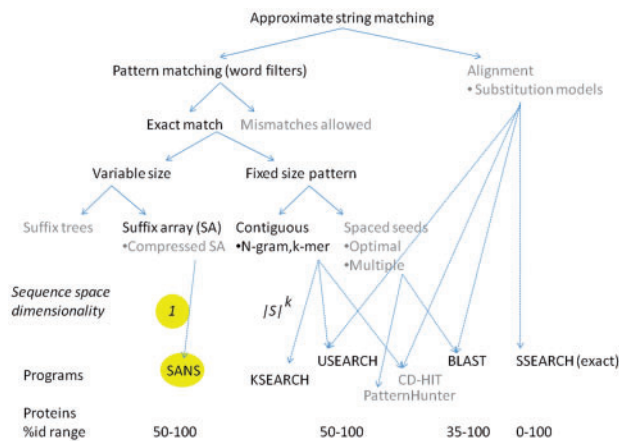 Approximate string matching
Pattern matching (word filters)
Alignment
•Substitution models
Exact match
Mismatches allowed
Variable size
Fixed size pattern
Suffix trees
Suffix array (SA)
•Compressed SA
Contiguous
•N-gram,k-mer
Spaced seeds
•Optimal
•Multiple
Sequence space
dimensionality
1
|S|^k
Programs
SANS
KSEARCH
USEARCH
CD-HIT
PatternHunter
BLAST
SSEARCH (exact)
Proteins
%id range
50-100
50-100
35-100
0-100